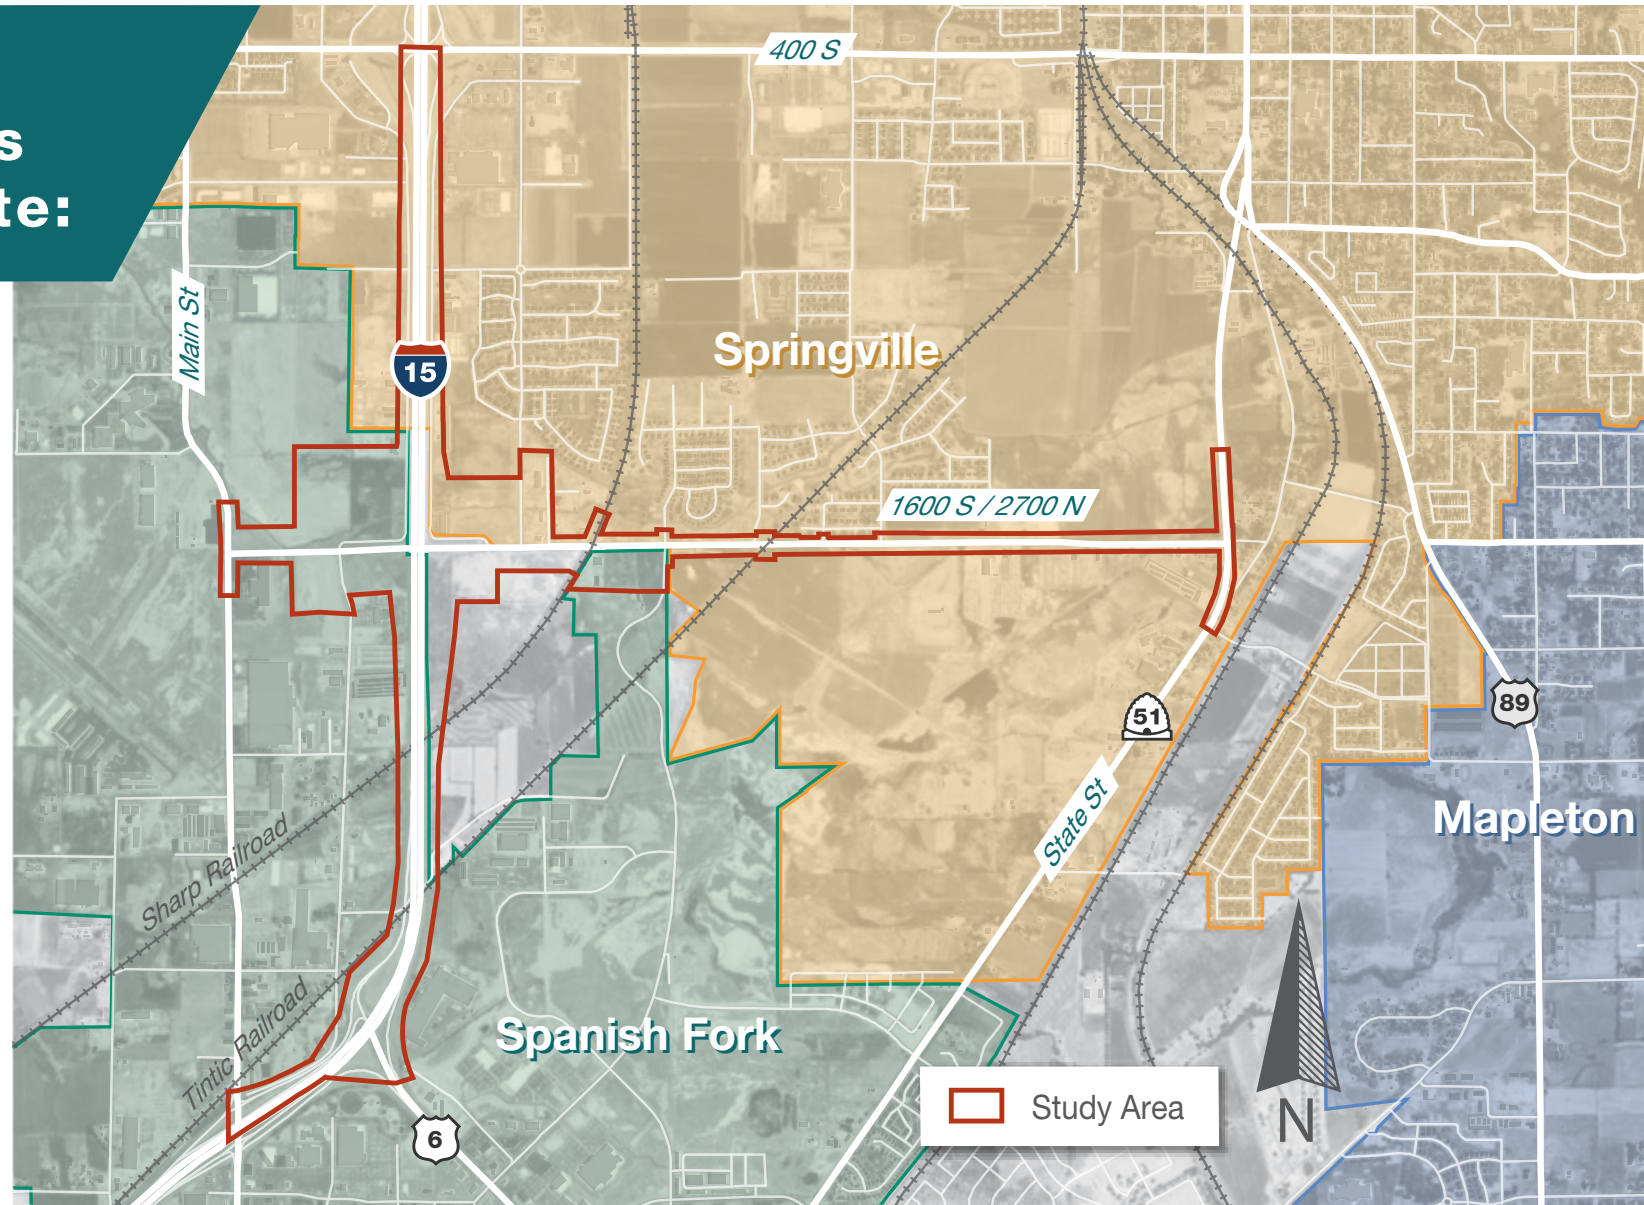 s
te:
400 S
Main St
15
Springville
1600 S / 2700 N
51
89
State St
Mapleton
Sharp Railroad
Tintic Railroad
Spanish Fork
6
Study Area
N